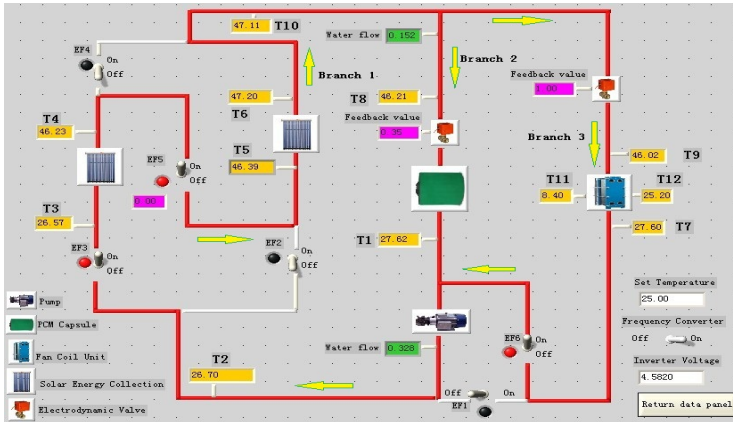 47.11 T10
Water flow 0.152
EF4
On
Off
Branch 1
Branch 2
Feedback value
1.00
T4
46.23
47.20
T6
T8 46.21
Feedback value
0.35
Branch 3
EF5
On
Off
T5
46.39
46.02 T9
T11
8.40
T12
25.20
0.00
T3
26.57
T1 27.62
27.60 T7
EF3
On
Off
EF2
On
Off
Set Temperature
25.00
Pump
PCM Capsule
Fan Coil Unit
Solar Energy Collection
Electrodynamic Valve
Water flow 0.328
EF6
On
Off
Frequency Converter
Off On
T2
26.70
Inverter Voltage
4.5820
Off On
EF1
Return data panel